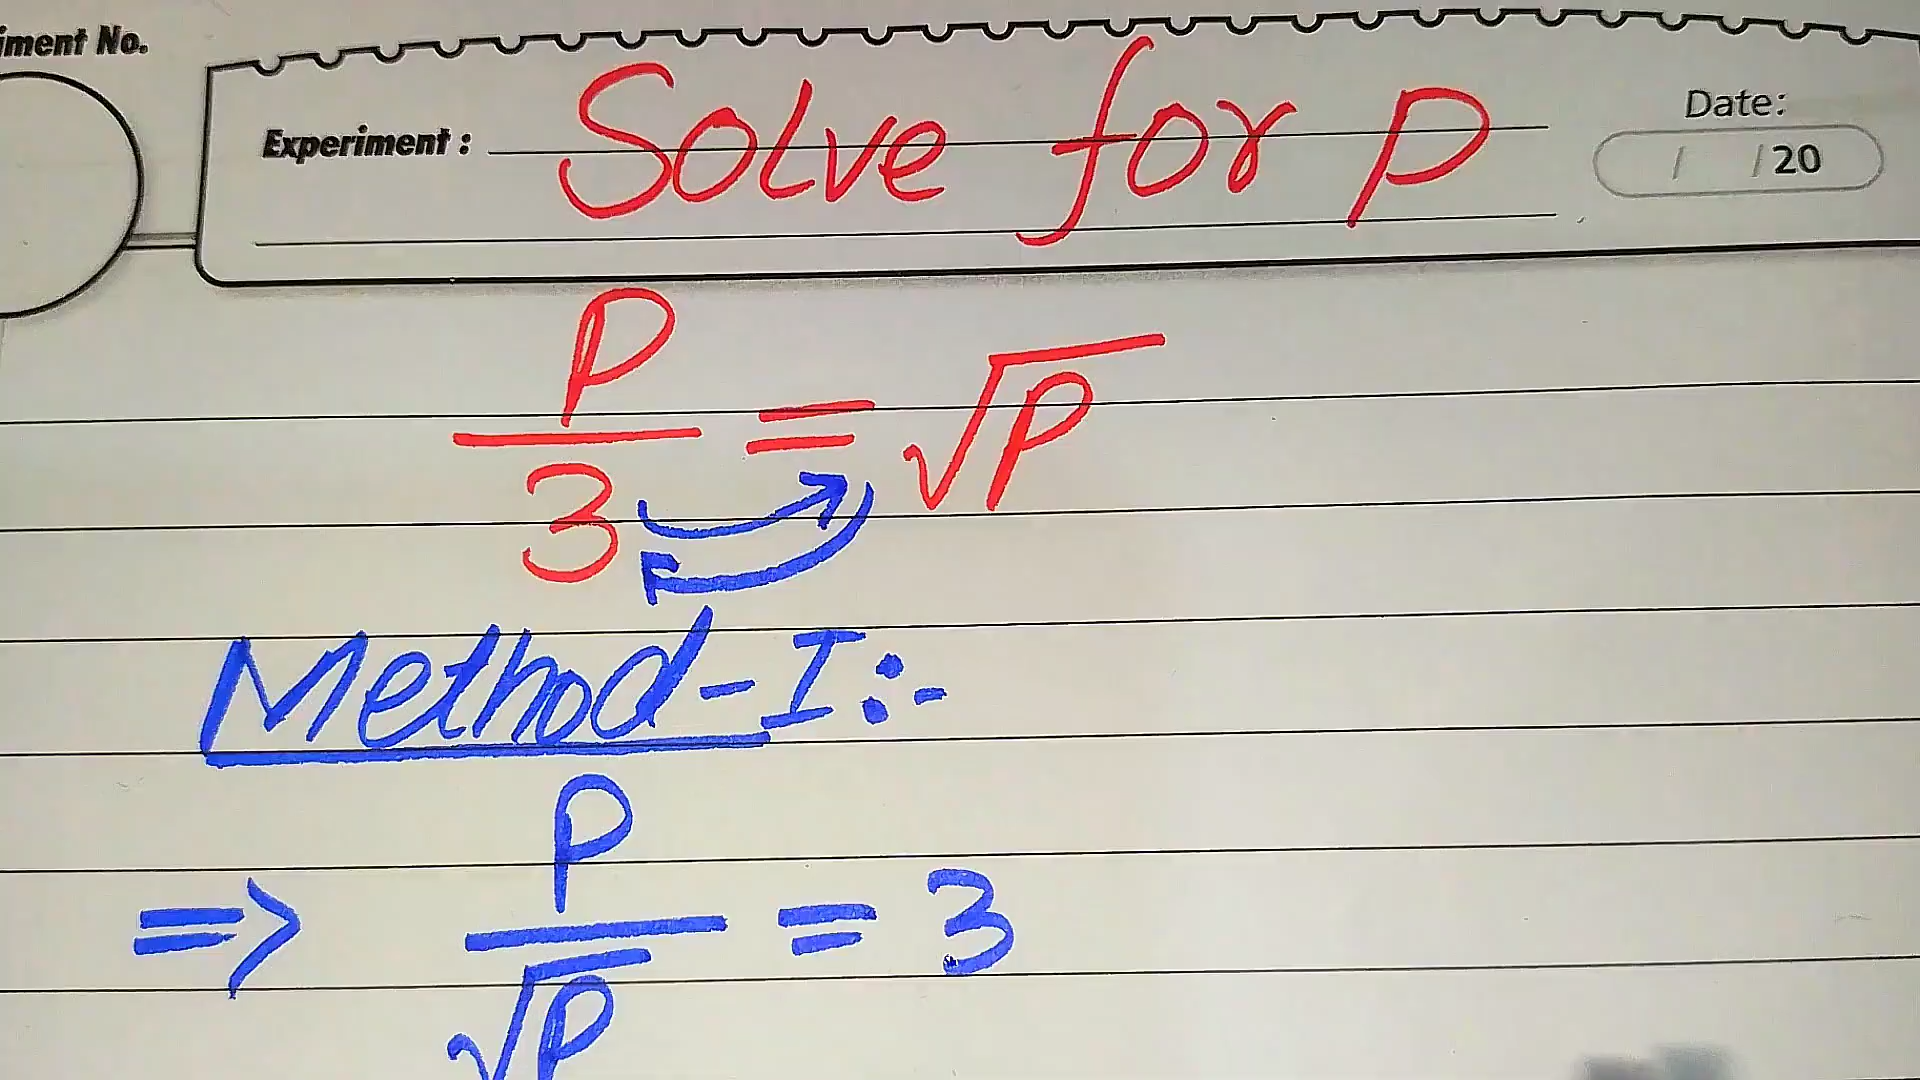 iment No.
Experiment : Solve for P
Date:
/ /20
P/3 = √P
Method-I:-
=> P/√P = 3